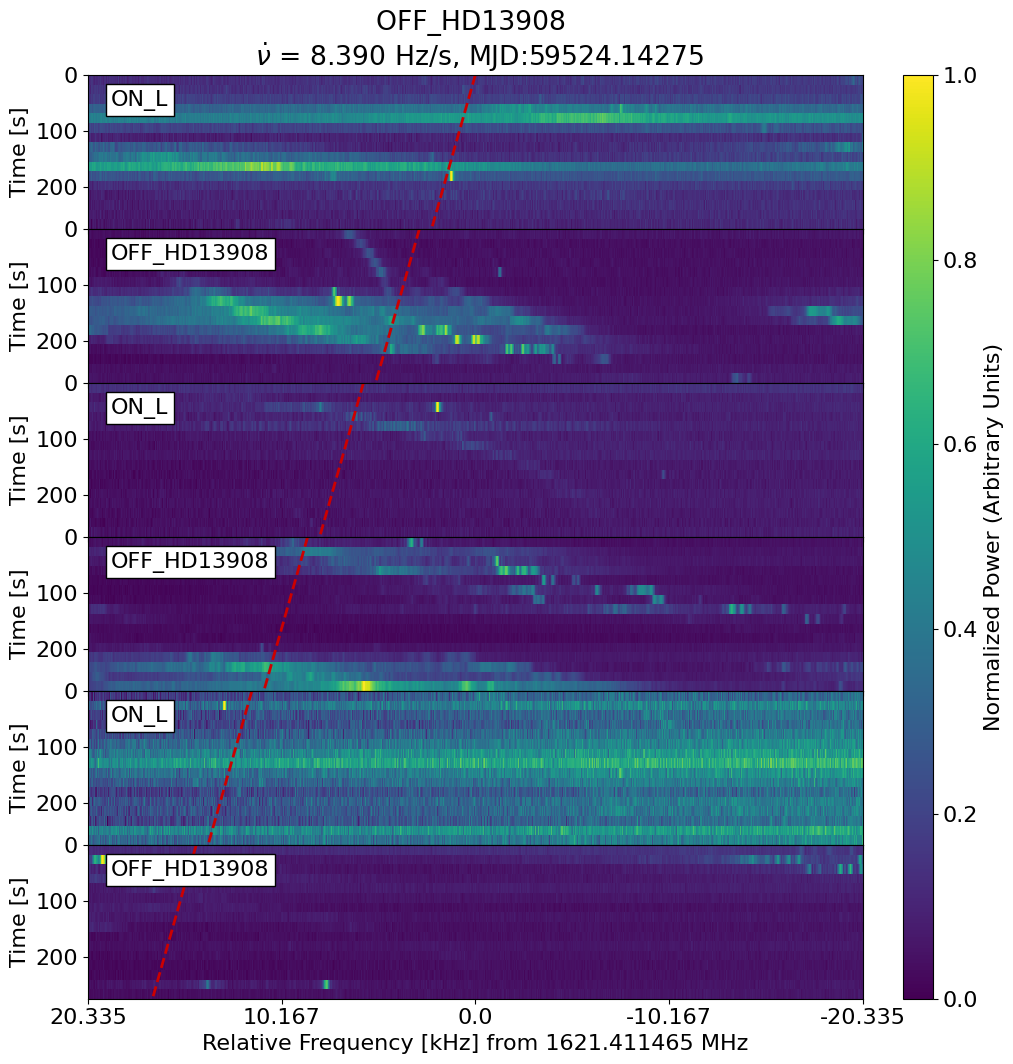 OFF_HD13908
ν̇ = 8.390 Hz/s, MJD:59524.14275
0
100
200
Time [s]
ON_L
0
100
200
Time [s]
OFF_HD13908
0
100
200
Time [s]
ON_L
0
100
200
Time [s]
OFF_HD13908
0
100
200
Time [s]
ON_L
0
100
200
Time [s]
OFF_HD13908
20.335 10.167 0.0 -10.167 -20.335
Relative Frequency [kHz] from 1621.411465 MHz
1.0
0.8
0.6
0.4
0.2
0.0
Normalized Power (Arbitrary Units)